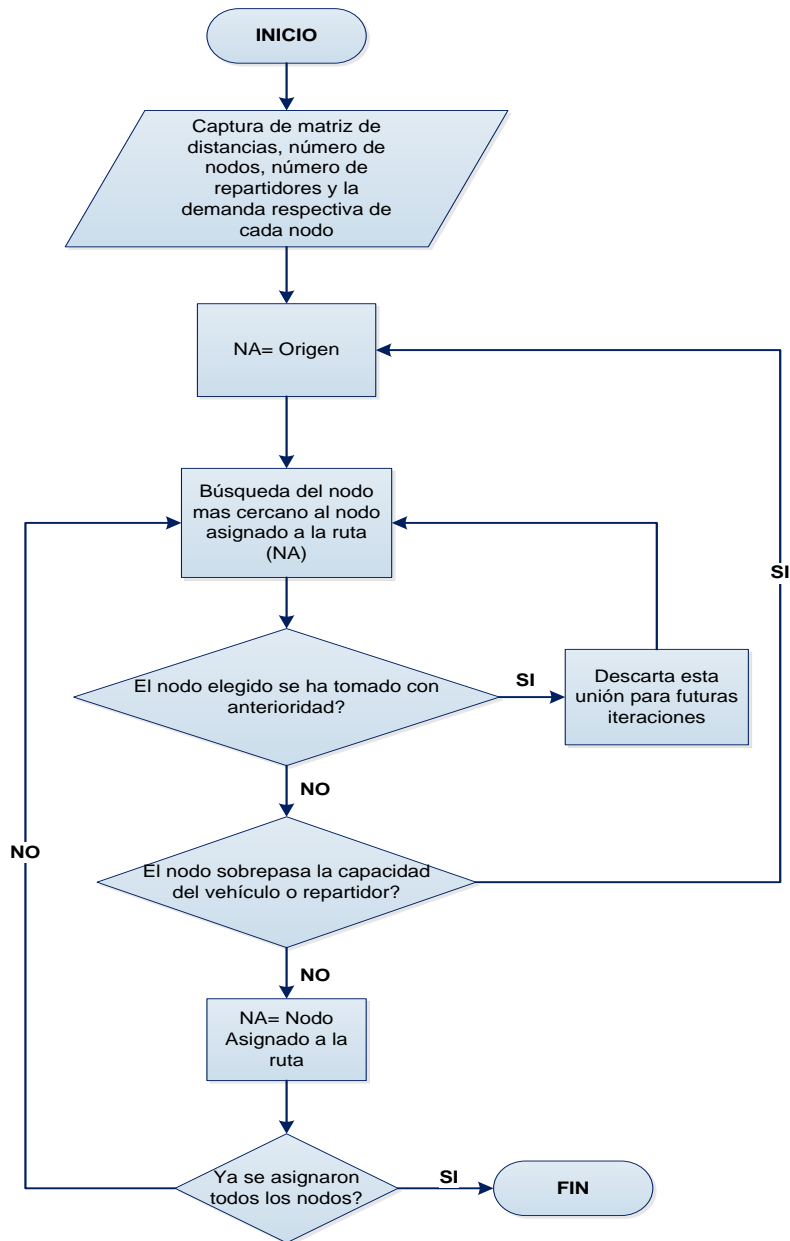 INICIO
Captura de matriz de
distancias, número de
nodos, número de
repartidores y la
demanda respectiva de
cada nodo
NA= Origen
Búsqueda del nodo
mas cercano al nodo
asignado a la ruta
(NA)
SI
El nodo elegido se ha tomado con
anterioridad?
SI
Descarta esta
unión para futuras
iteraciones
NO
NO
El nodo sobrepasa la capacidad
del vehículo o repartidor?
NO
NA= Nodo
Asignado a la
ruta
Ya se asignaron
todos los nodos?
SI
FIN